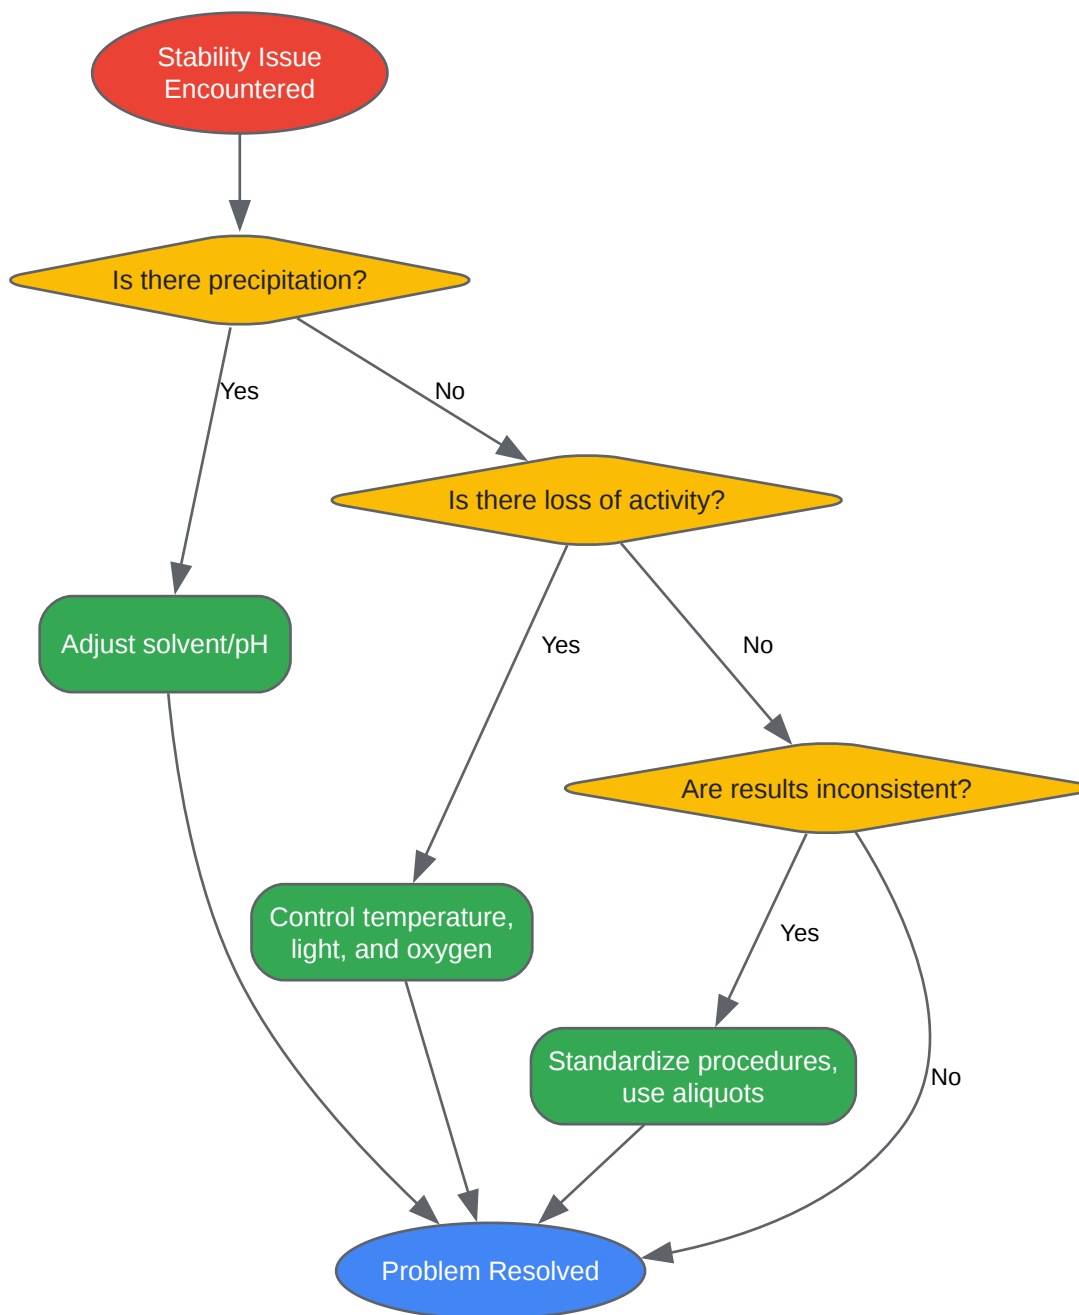 Stability Issue
Encountered
Is there precipitation?
Yes
No
Is there loss of activity?
Adjust solvent/pH
Yes
No
Are results inconsistent?
Control temperature,
light, and oxygen
Yes
Standardize procedures,
use aliquots
No
Problem Resolved